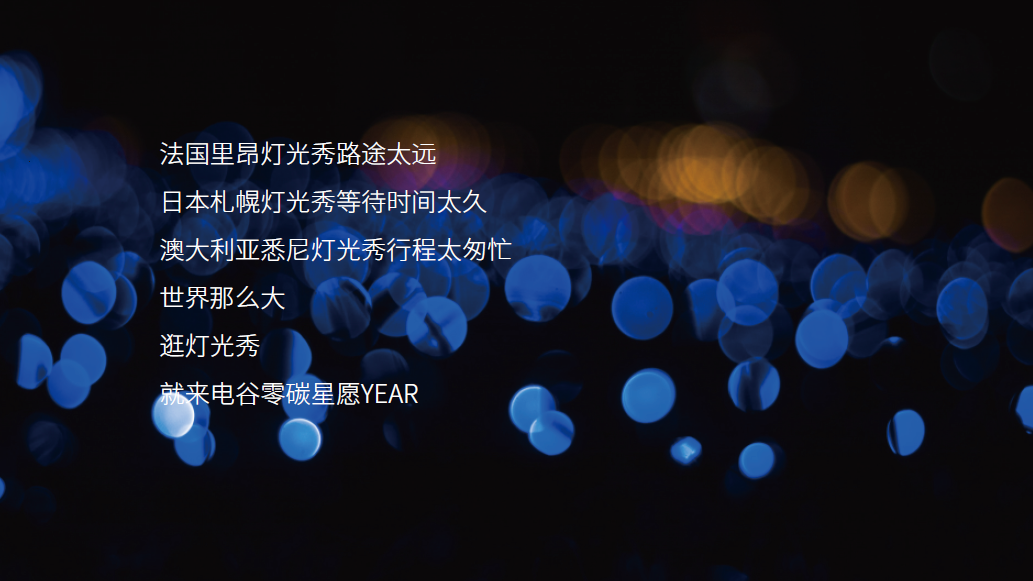 法国里昂灯光秀路途太远
日本札幌灯光秀等待时间太久
澳大利亚悉尼灯光秀行程太匆忙
世界那么大
逛灯光秀
就来电谷零碳星愿YEAR